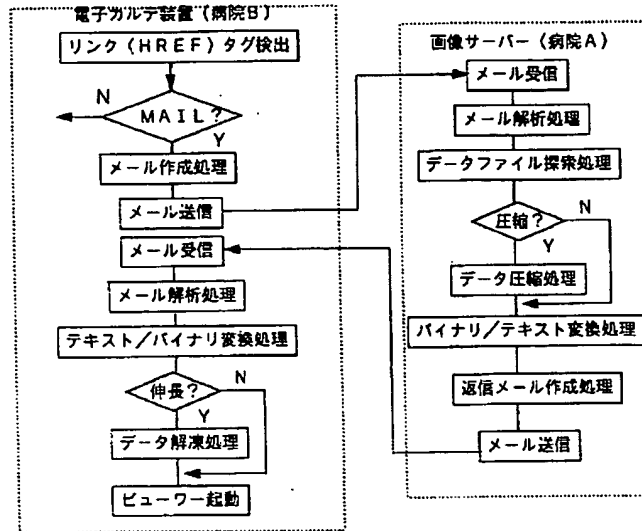 電子カルテ装置（病院B）
リンク（HREF）タグ検出
N
MAIL？
Y
メール作成処理
メール送信
メール受信
メール解析処理
テキスト／バイナリ変換処理
N
伸長？
Y
データ解凍処理
ビューワー起動
画像サーバー（病院A）
メール受信
メール解析処理
データファイル探索処理
N
圧縮？
Y
データ圧縮処理
バイナリ／テキスト変換処理
返信メール作成処理
メール送信